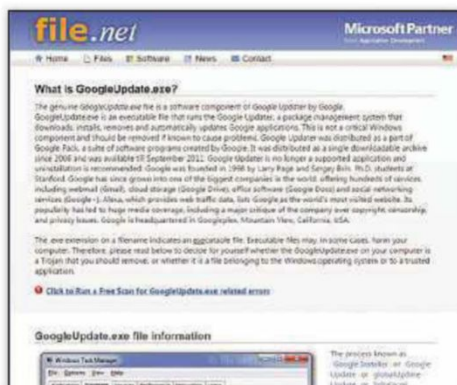 file.net
Microsoft Partner
Home Files Software News Contact
What is GoogleUpdate.exe?
The genuine GoogleUpdate.exe file is a software component of Google Updater by Google.
GoogleUpdate.exe is an executable file that runs the Google Updater, a package management system that
downloads, installs, removes and automatically updates Google applications. This is not a critical Windows
component and should be removed if known to cause problems. Google Updater was distributed as a part of
Google Pack, a suite of software programs created by Google. It was distributed as a single downloadable archive
since 2006 and was available till September 2011. Google Updater is no longer a supported application and
uninstallation is recommended. Google was founded in 1998 by Larry Page and Sergey Brin, Ph.D. students at
Stanford. Google has since grown into one of the biggest companies in the world, offering hundreds of services,
including webmail (Gmail), cloud storage (Google Drive), office software (Google Docs) and social networking
services (Google+). Alexa, which provides web traffic data, lists Google as the world's most visited website. Its
popularity has led to huge media coverage, including a major critique of the company over copyright, censorship,
and privacy issues. Google is headquartered in Googleplex, Mountain View, California, USA.
The .exe extension on a filename indicates an executable file. Executable files may, in some cases, harm your
computer. Therefore, please read below to decide for yourself whether the GoogleUpdate.exe on your computer is
a Trojan that you should remove, or whether it is a file belonging to the Windows operating system or to a trusted
application.
Click to Run a Free Scan for GoogleUpdate.exe related errors
GoogleUpdate.exe file information
Windows Task Manager
File Options View Help
The process known as
Google Installer or Google
Update or globalUpdate